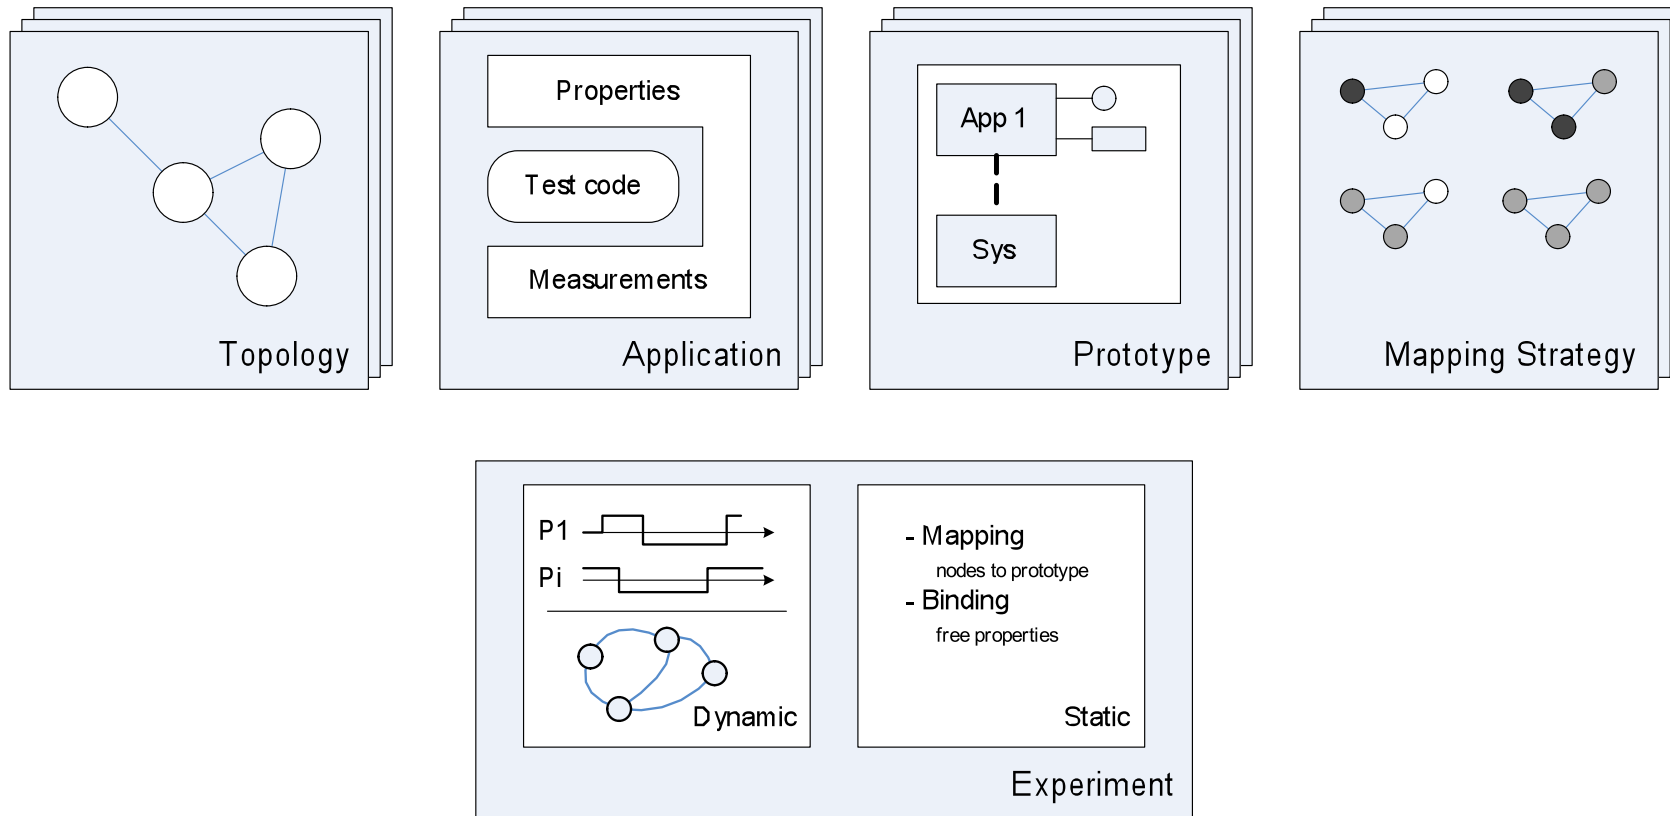 Properties
Test code
Measurements
App 1
Sys
Topology
Application
Prototype
Mapping Strategy
P1
Pi
Dynamic
- Mapping
nodes to prototype
- Binding
free properties
Static
Experiment